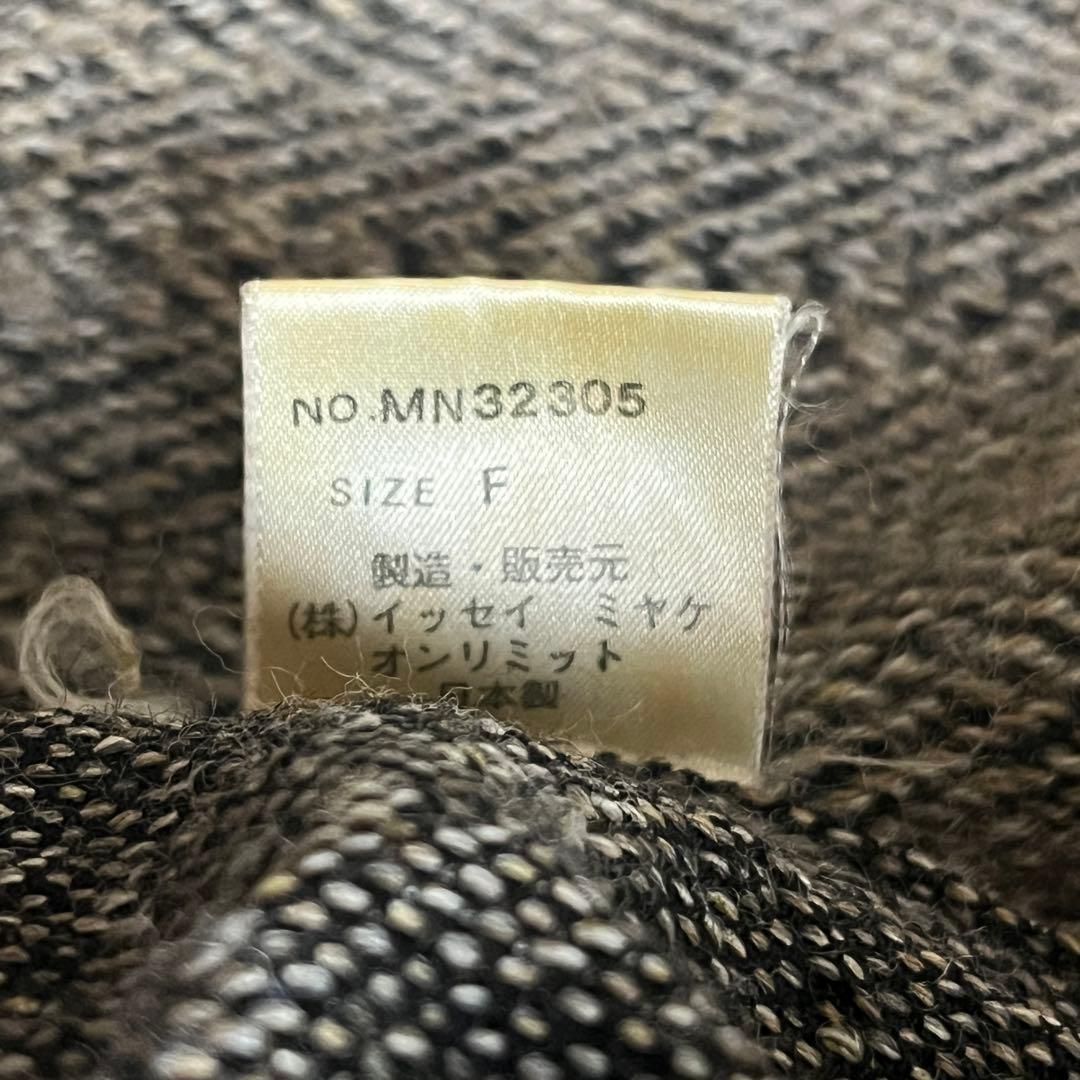 NO.MN32305
SIZE F
製造・販売元
(株)イッセイ ミヤケ
オンリミット
日本製